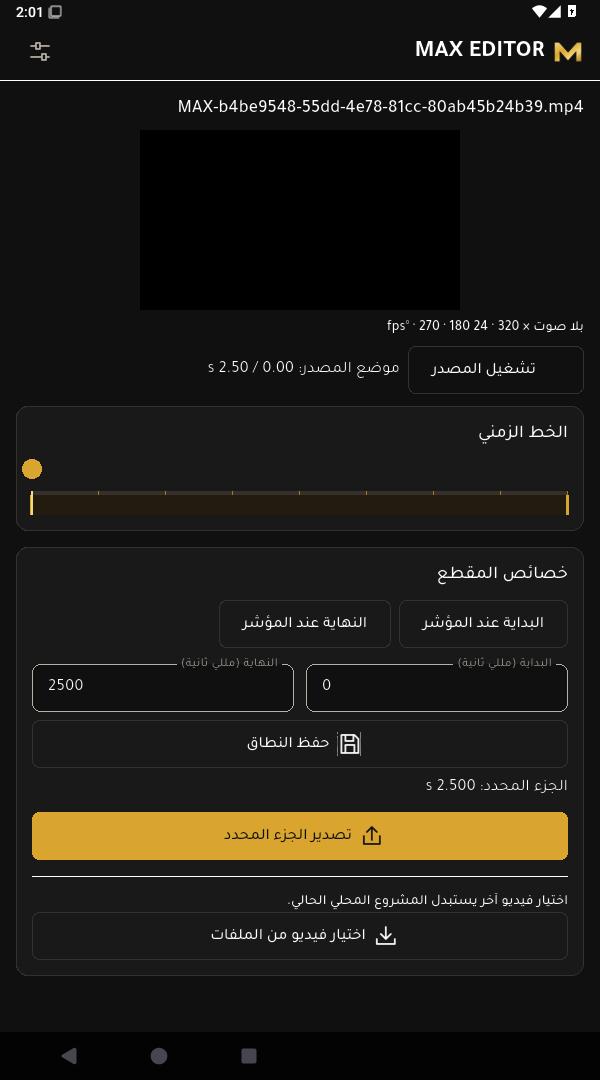 2:01
MAX EDITOR
MAX-b4be9548-55dd-4e78-81cc-80ab45b24b39.mp4
بلا صوت × 320 · 24 180 · 270 · °fps
تشغيل المصدر
موضع المصدر: 0.00 / 2.50 s
الخط الزمني
خصائص المقطع
البداية عند المؤشر
النهاية عند المؤشر
البداية (مللي ثانية)
النهاية (مللي ثانية)
0
2500
حفظ النطاق
الجزء المحدد: 2.500 s
تصدير الجزء المحدد
اختيار فيديو آخر يستبدل المشروع المحلي الحالي.
اختيار فيديو من الملفات